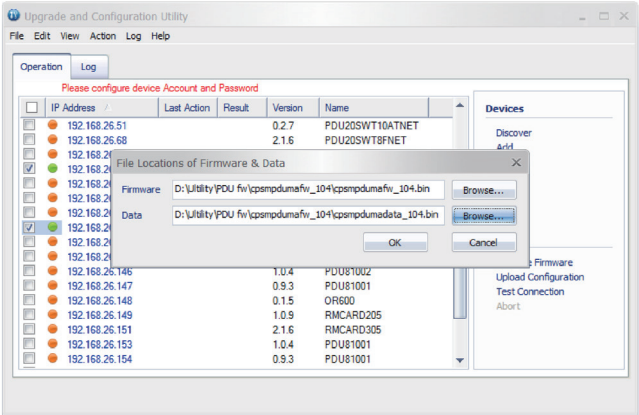 Upgrade and Configuration Utility
File Edit View Action Log Help
Operation Log
Please configure device Account and Password
IP Address Last Action Result Version Name
192.168.26.51 0.2.7 PDU20SWT10ATNET
192.168.26.68 2.1.6 PDU20SWT8FNET
File Locations of Firmware & Data
Firmware D:\Ultility\PDU fw\cpsmpdumafw_104\cpsmpdumafw_104.bin Browse...
Data D:\Ultility\PDU fw\cpsmpdumafw_104\cpsmpdumadata_104.bin Browse...
OK Cancel
192.168.26.146 1.0.4 PDU81002
192.168.26.147 0.9.3 PDU81001
192.168.26.148 0.1.5 OR600
192.168.26.149 1.0.9 RMCARD205
192.168.26.151 2.1.6 RMCARD305
192.168.26.153 1.0.4 PDU81001
192.168.26.154 0.9.3 PDU81001
Devices
Discover
Add
Firmware
Upload Configuration
Test Connection
Abort